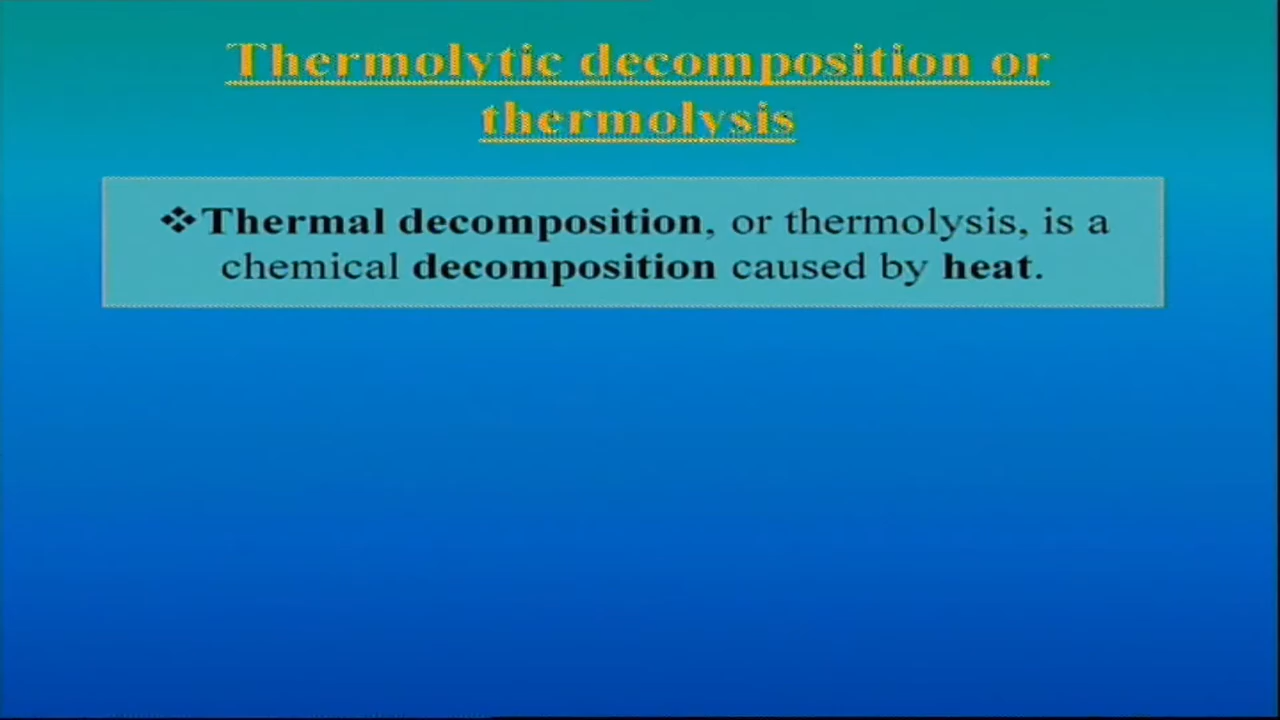 Thermolytic decomposition or
thermolysis
❖Thermal decomposition, or thermolysis, is a
chemical decomposition caused by heat.